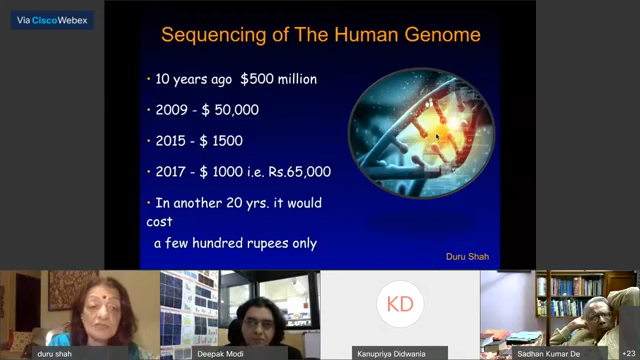 Via Cisco Webex
Sequencing of The Human Genome
• 10 years ago $500 million
• 2009 - $ 50,000
• 2015 - $ 1500
• 2017 - $ 1000 i.e. Rs.65,000
• In another 20 yrs. it would
cost
a few hundred rupees only
Duru Shah
KD
duru shah
Deepak Modi
Kanupriya Didwania
Sadhan Kumar De
+23